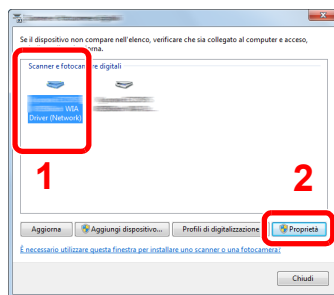 Se il dispositivo non compare nell'elenco, verificare che sia collegato al computer e acceso,
Scanner e fotocamere digitali
WIA
Driver (Network)
1
2
Aggiorna
Aggiungi dispositivo...
Profili di digitalizzazione
Proprietà
È necessario utilizzare questa finestra per installare uno scanner o una fotocamera?
Chiudi